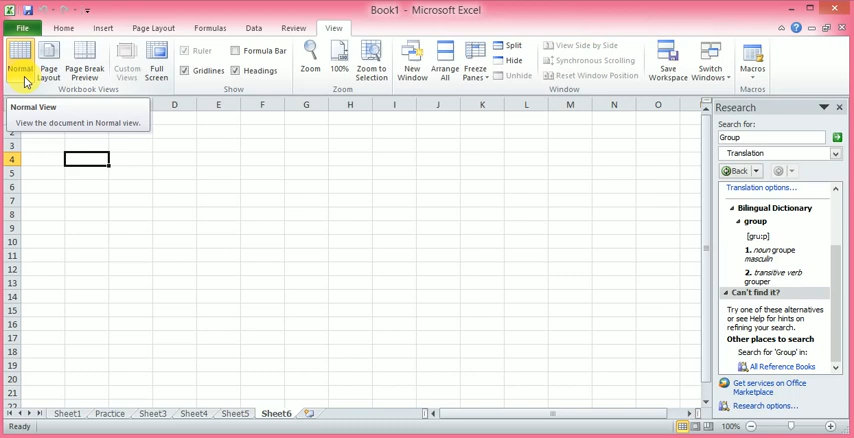 Book1 - Microsoft Excel
File Home Insert Page Layout Formulas Data Review View
Normal
Page Layout
Page Break Preview
Custom Views
Full Screen
Workbook Views
Ruler
Formula Bar
Gridlines
Headings
Show
Zoom
100%
Zoom to Selection
Zoom
New Window
Arrange All
Freeze Panes
Split
Hide
Unhide
View Side by Side
Synchronous Scrolling
Reset Window Position
Window
Save Workspace
Switch Windows
Macros
Macros
Normal View
View the document in Normal view.
D E F G H I J K L M N O
2
3
4
5
6
7
8
9
10
11
12
13
14
15
16
17
18
19
20
21
22
Research
Search for:
Group
Translation
Back
Translation options...
Bilingual Dictionary
group
[gru:p]
1. noun groupe
masculin
2. transitive verb
grouper
Can't find it?
Try one of these alternatives
or see Help for hints on
refining your search.
Other places to search
Search for 'Group' in:
All Reference Books
Get services on Office
Marketplace
Research options...
Sheet1 Practice Sheet3 Sheet4 Sheet5 Sheet6
Ready
100%